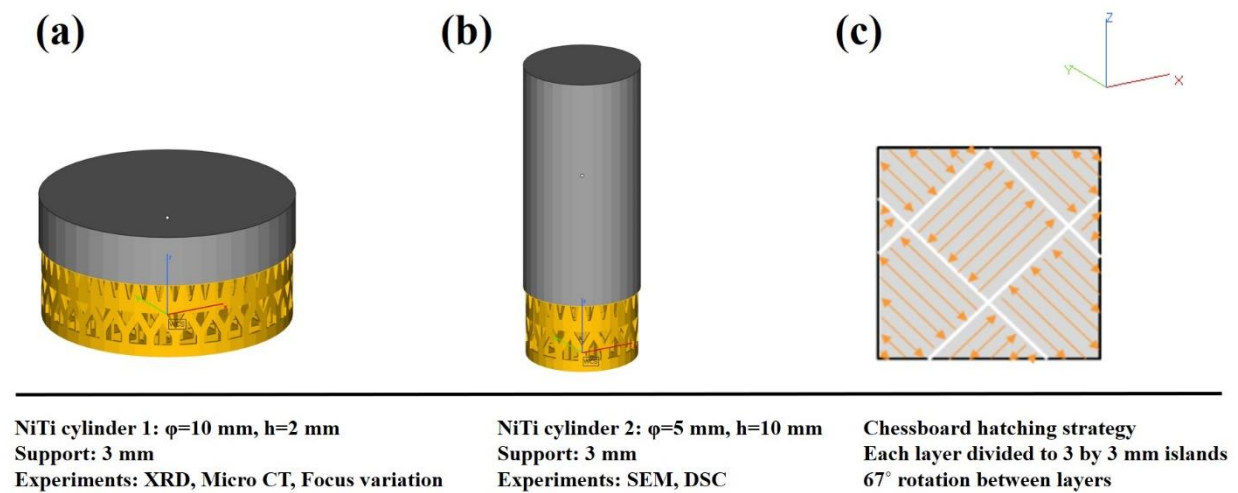 (a)
(b)
(c)
Z
Y
X
WCS
WCS
NiTi cylinder 1: φ=10 mm, h=2 mm
Support: 3 mm
Experiments: XRD, Micro CT, Focus variation
NiTi cylinder 2: φ=5 mm, h=10 mm
Support: 3 mm
Experiments: SEM, DSC
Chessboard hatching strategy
Each layer divided to 3 by 3 mm islands
67° rotation between layers